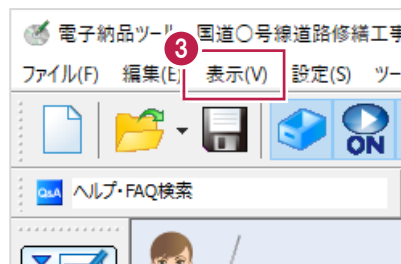 電子納品ツール 国道〇号線道路修繕工事
3
ファイル(F) 編集(E) 表示(V) 設定(S) ツー
ON
Q&A ヘルプ・FAQ検索